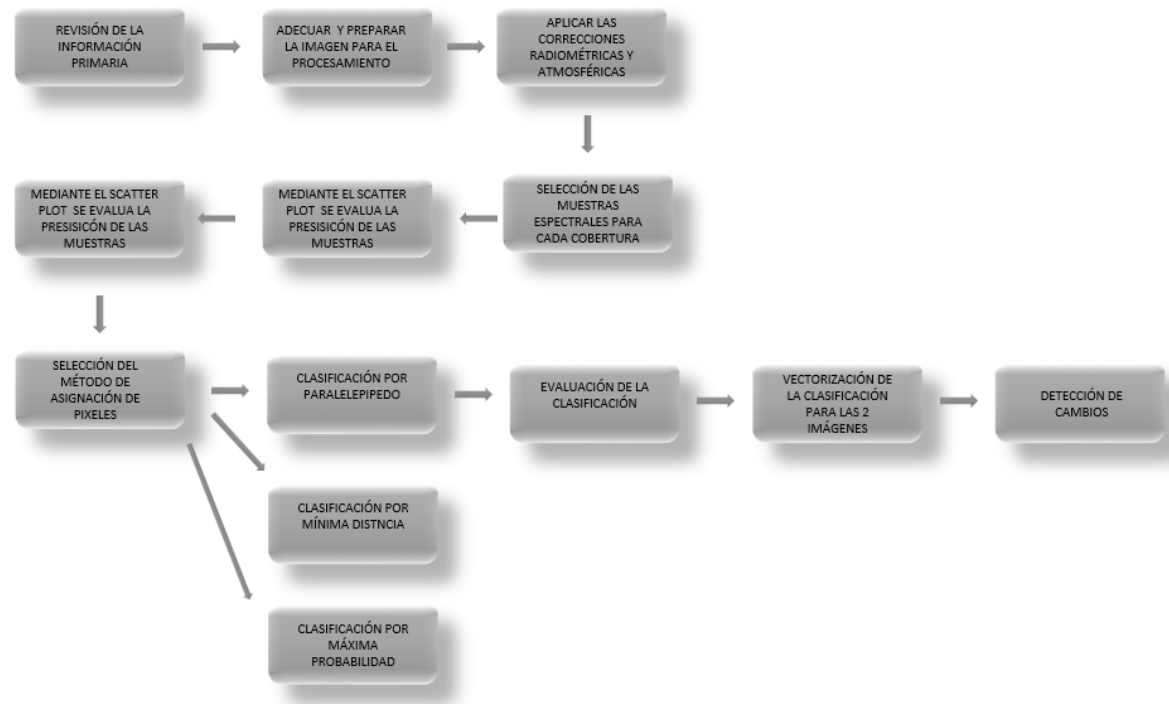 REVISIÓN DE LA
INFORMACIÓN
PRIMARIA
ADECUAR Y PREPARAR
LA IMAGEN PARA EL
PROCESAMIENTO
APLICAR LAS
CORRECCIONES
RADIOMÉTRICAS Y
ATMOSFÉRICAS
SELECCIÓN DE LAS
MUESTRAS
ESPECTRALES PARA
CADA COBERTURA
MEDIANTE EL SCATTER
PLOT SE EVALUA LA
PRESISICÓN DE LAS
MUESTRAS
MEDIANTE EL SCATTER
PLOT SE EVALUA LA
PRESISICÓN DE LAS
MUESTRAS
SELECCIÓN DEL
MÉTODO DE
ASIGNACIÓN DE
PIXELES
CLASIFICACIÓN POR
PARALELEPIPEDO
EVALUACIÓN DE LA
CLASIFICACIÓN
VECTORIZACIÓN DE
LA CLASIFICACIÓN
PARA LAS 2
IMÁGENES
DETECCIÓN DE
CAMBIOS
CLASIFICACIÓN POR
MÍNIMA DISTNCIA
CLASIFICACIÓN POR
MÁXIMA
PROBABILIDAD